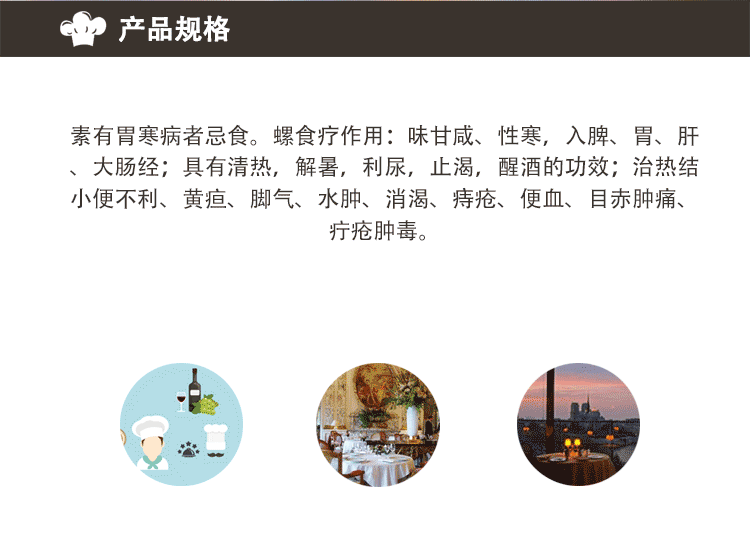 产品规格
素有胃寒病者忌食。螺食疗作用：味甘咸、性寒，入脾、胃、肝
、大肠经；具有清热，解暑，利尿，止渴，醒酒的功效；治热结
小便不利、黄疸、脚气、水肿、消渴、痔疮、便血、目赤肿痛、
疔疮肿毒。